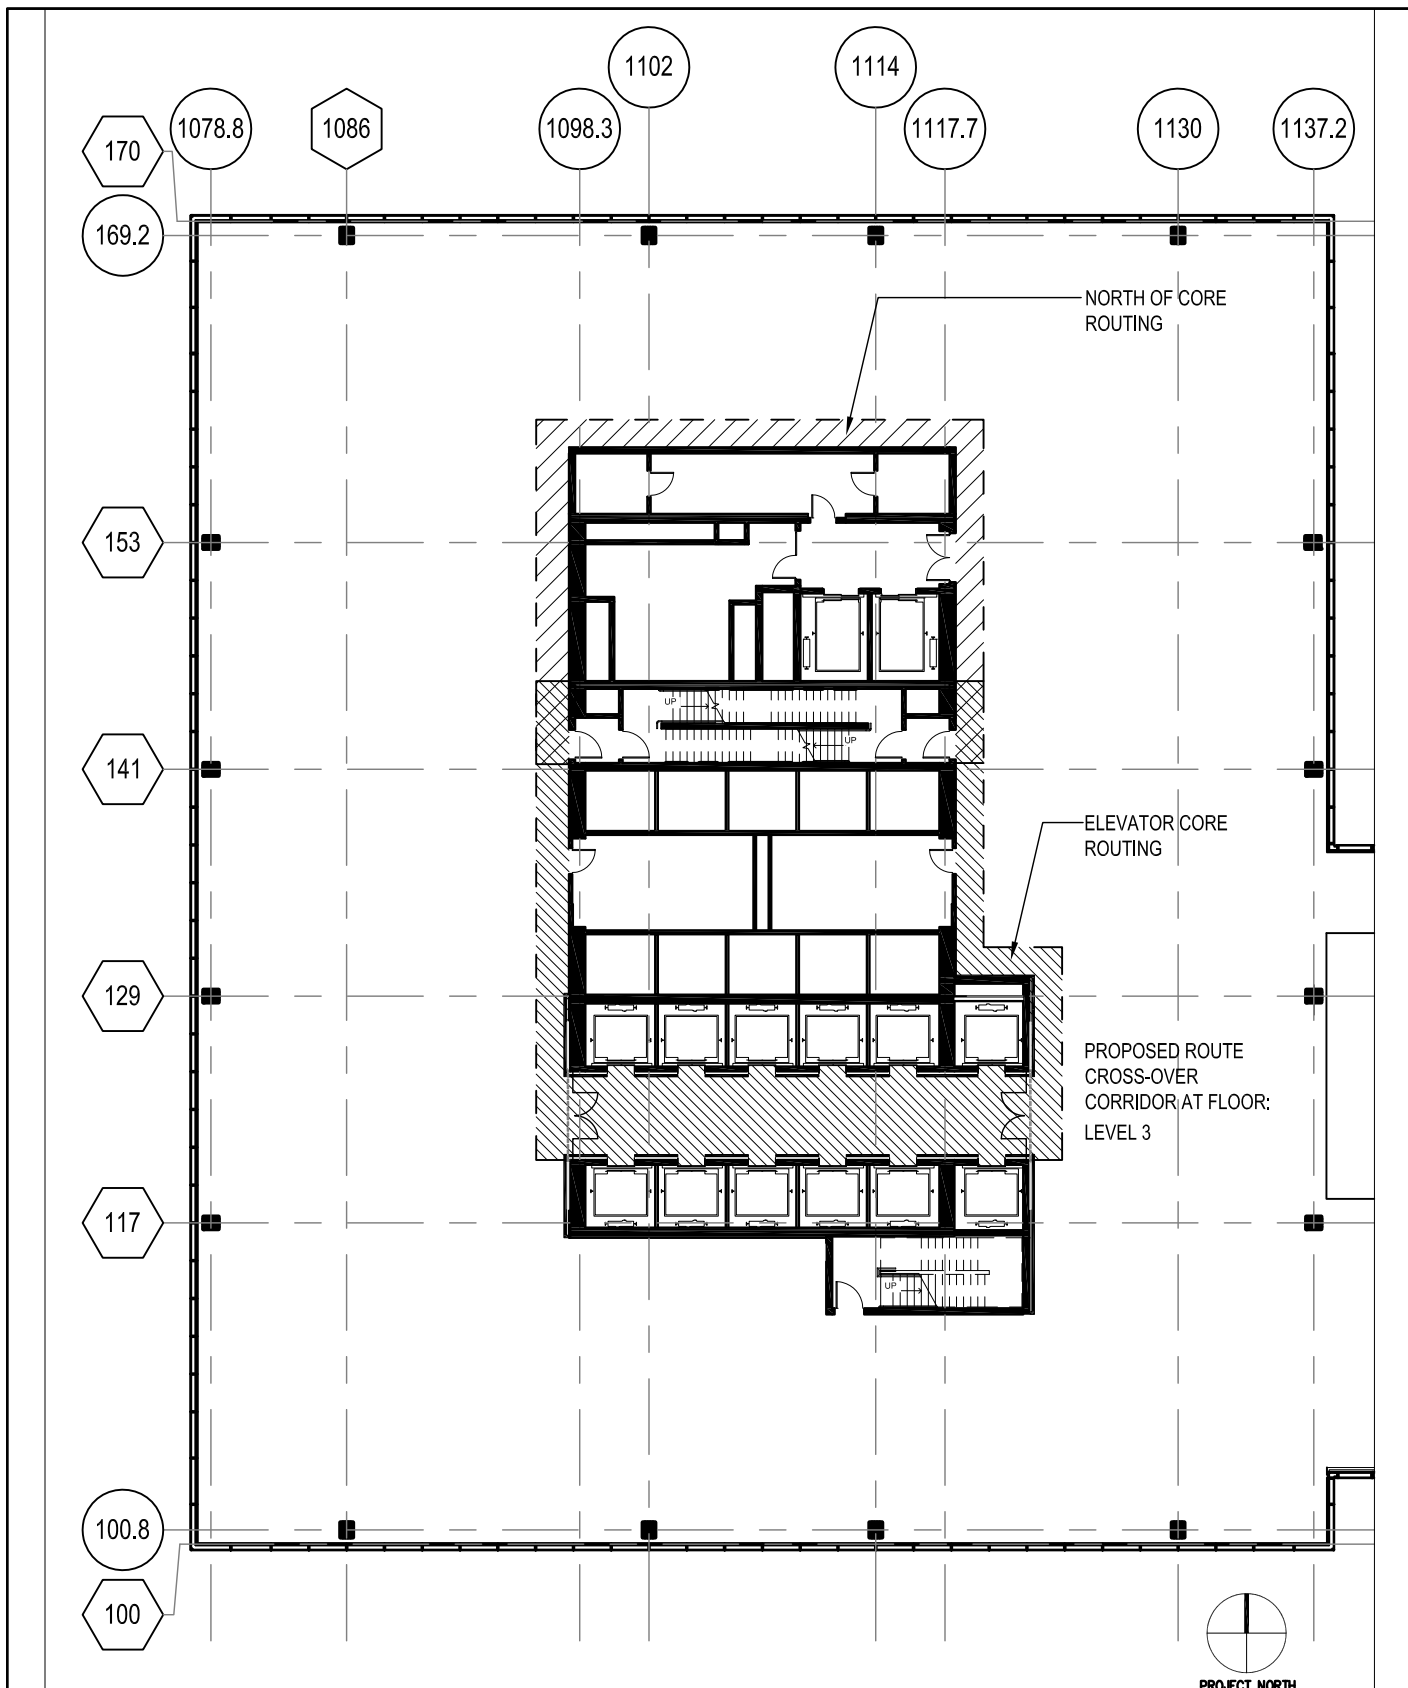 1102
1114
1078.8
1086
1098.3
1117.7
1130
1137.2
170
169.2
NORTH OF CORE
ROUTING
153
UP
UP
141
ELEVATOR CORE
ROUTING
129
PROPOSED ROUTE
CROSS-OVER
CORRIDOR AT FLOOR:
LEVEL 3
117
UP
100.8
100
PROJECT NORTH